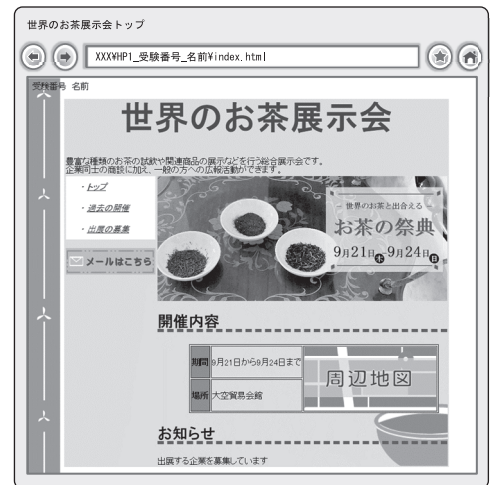 世界のお茶展示会トップ
XXX¥HP1_受験番号_名前¥index.html
受験番号 名前
世界のお茶展示会
豊富な種類のお茶の試飲や関連商品の展示などを行う総合展示会です。
企業同士の商談に加え、一般の方への広報活動ができます。
・トップ
・過去の開催
・出展の募集
メールはこちら
－ 世界のお茶と出合える －
お茶の祭典
9月21日木－9月24日日
開催内容
期間 9月21日から9月24日まで
周辺地図
場所 大空貿易会館
お知らせ
出展する企業を募集しています